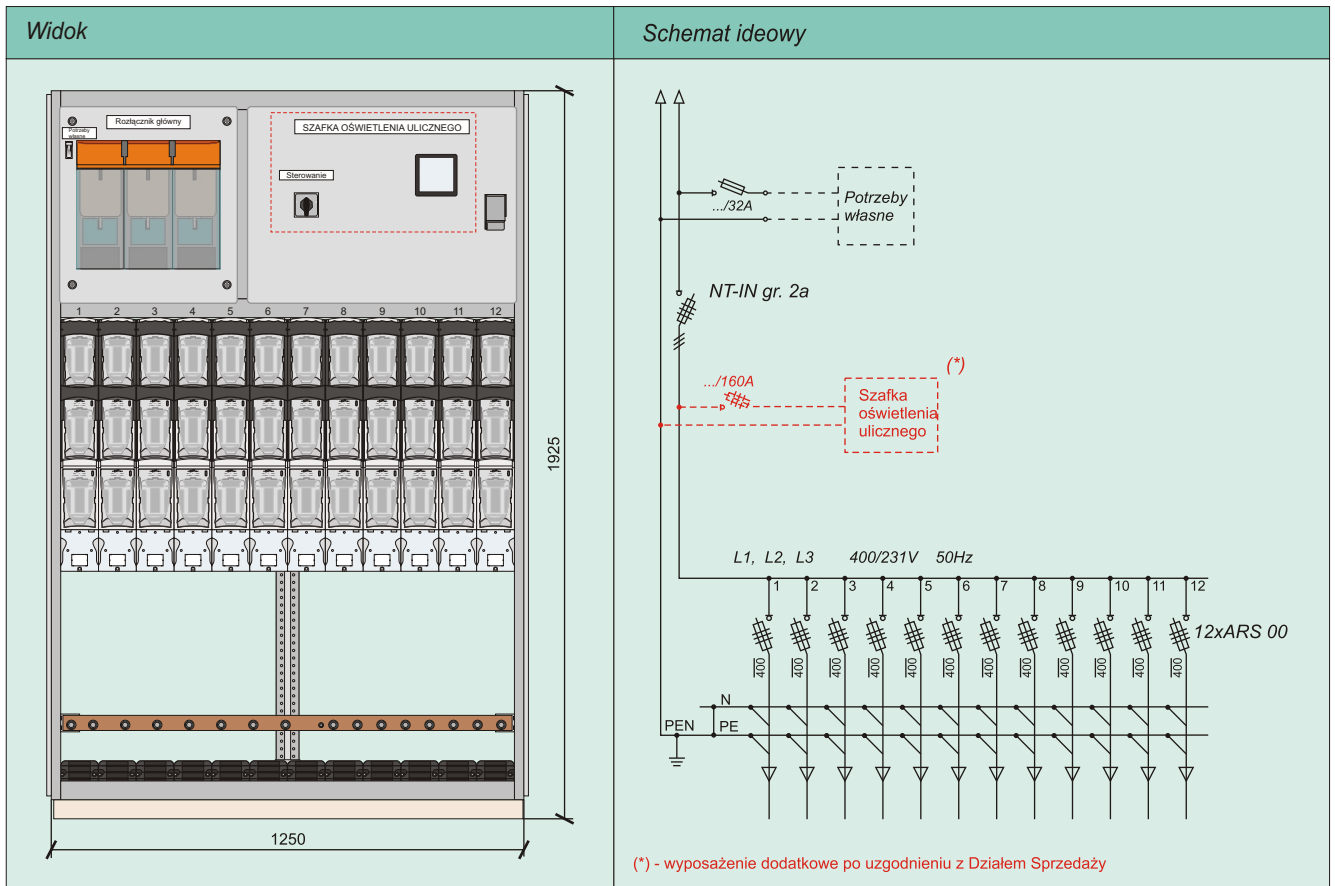 Widok
Schemat ideowy
Potrzeby
własne
Rozłącznik główny
SZAFKA OŚWIETLENIA ULICZNEGO
Sterowanie
1 2 3 4 5 6 7 8 9 10 11 12
1925
1250
.../32A
Potrzeby
własne
NT-IN gr. 2a
(*)
.../160A
Szafka
oświetlenia
ulicznego
L1, L2, L3 400/231V 50Hz
1 2 3 4 5 6 7 8 9 10 11 12
12xARS 00
400 400 400 400 400 400 400 400 400 400 400 400
N
PEN PE
(*) - wyposażenie dodatkowe po uzgodnieniu z Działem Sprzedaży